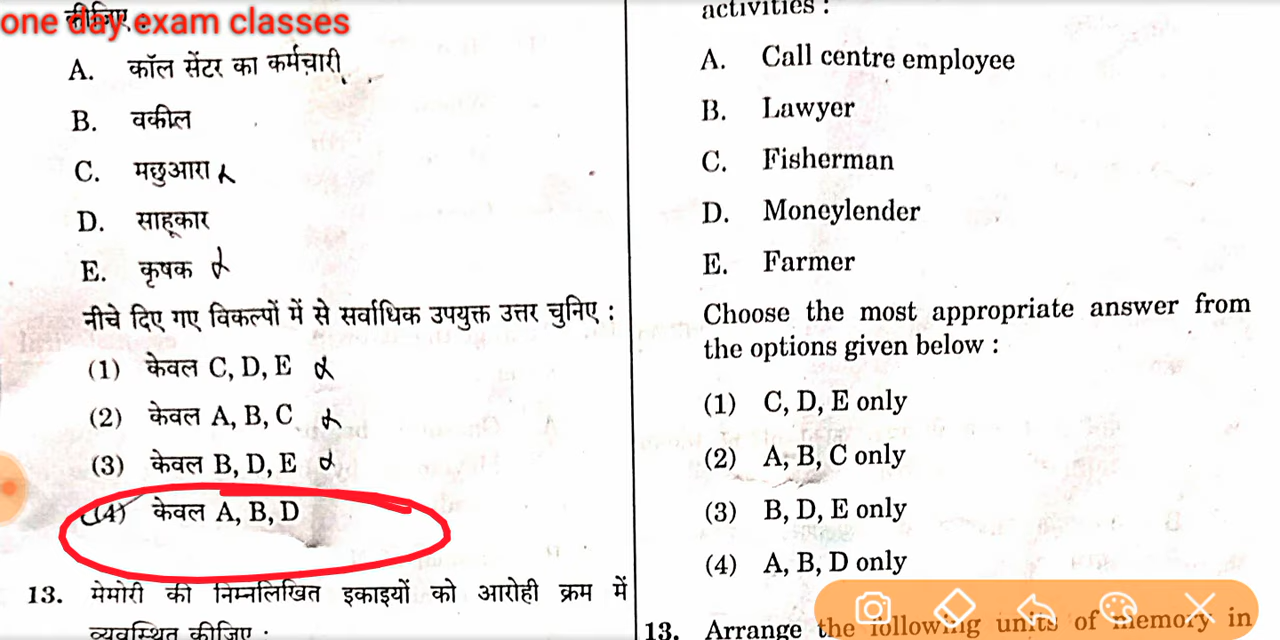 कीजिए :
one day exam classes
A. कॉल सेंटर का कर्मचारी
B. वकील
C. मछुआरा
D. साहूकार
E. कृषक
नीचे दिए गए विकल्पों में से सर्वाधिक उपयुक्त उत्तर चुनिए :
(1) केवल C, D, E
(2) केवल A, B, C
(3) केवल B, D, E
(4) केवल A, B, D
13. मेमोरी की निम्नलिखित इकाइयों को आरोही क्रम में
व्यवस्थित कीजिए :
activities :
A. Call centre employee
B. Lawyer
C. Fisherman
D. Moneylender
E. Farmer
Choose the most appropriate answer from
the options given below :
(1) C, D, E only
(2) A, B, C only
(3) B, D, E only
(4) A, B, D only
13. Arrange the following units of memory in